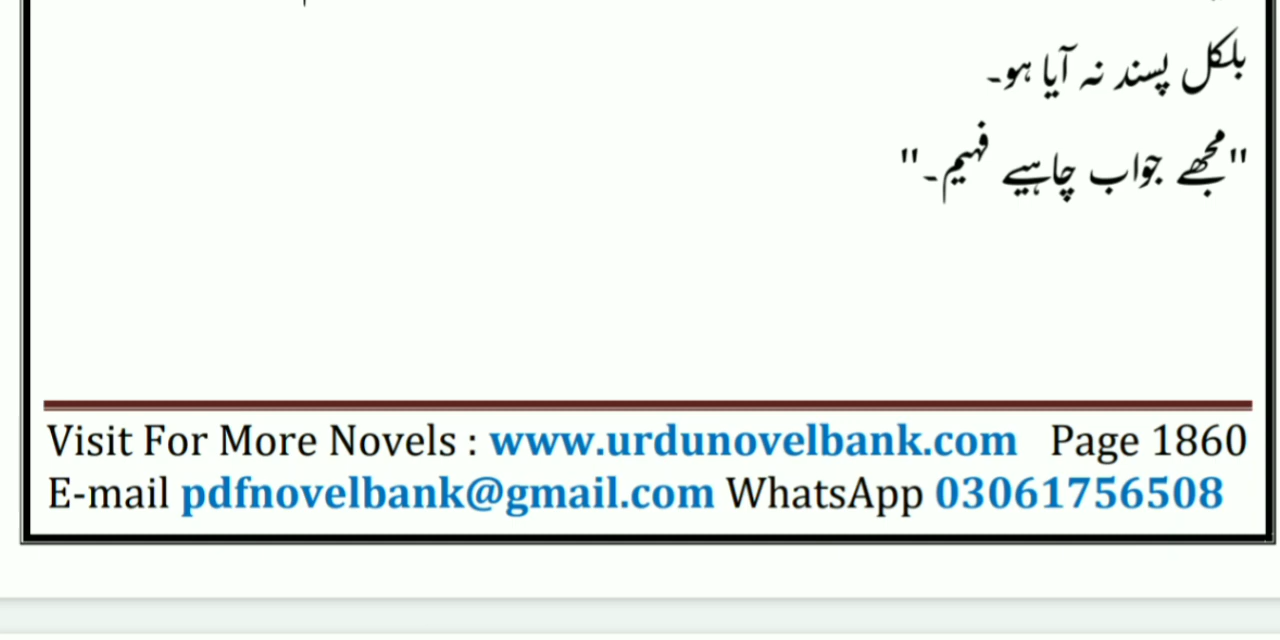 بلکل پسند نہ آیا ہو۔
"مجھے جواب چاہیے فہیم۔"
Visit For More Novels : www.urdunovelbank.com Page 1860
E-mail pdfnovelbank@gmail.com WhatsApp 03061756508